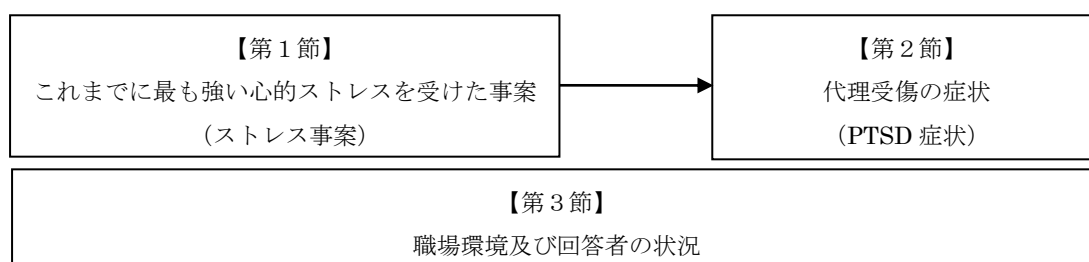 【第１節】
これまでに最も強い心的ストレスを受けた事案
（ストレス事案）
【第２節】
代理受傷の症状
（PTSD 症状）
【第３節】
職場環境及び回答者の状況